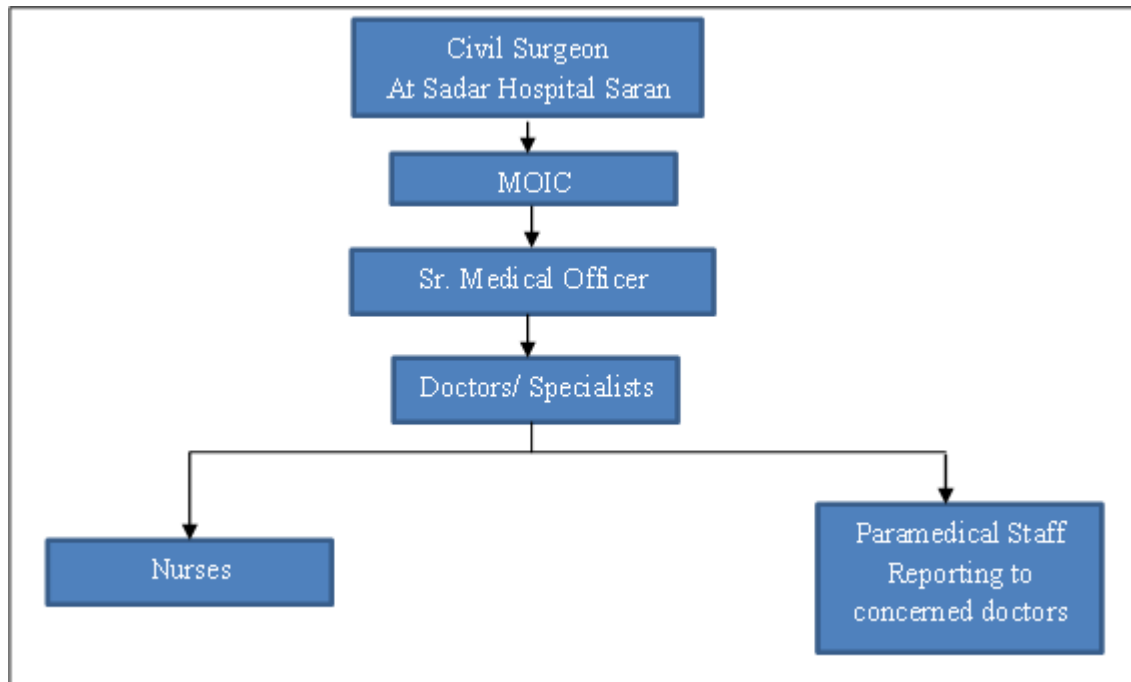 Civil Surgeon
At Sadar Hospital Saran
MOIC
Sr. Medical Officer
Doctors/ Specialists
Nurses
Paramedical Staff
Reporting to
concerned doctors